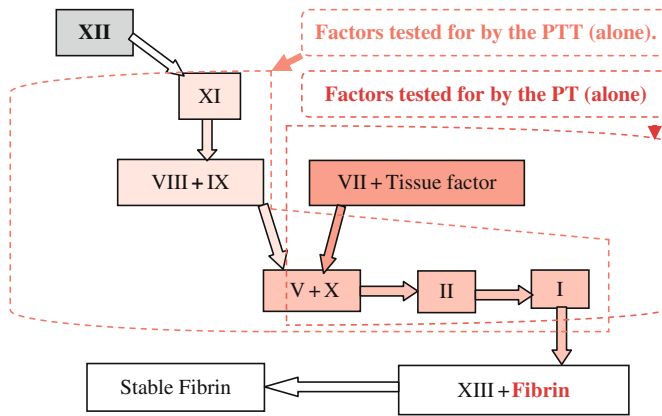 XII
Factors tested for by the PTT (alone).
XI
Factors tested for by the PT (alone)
VIII + IX
VII + Tissue factor
V + X
II
I
Stable Fibrin
XIII + Fibrin